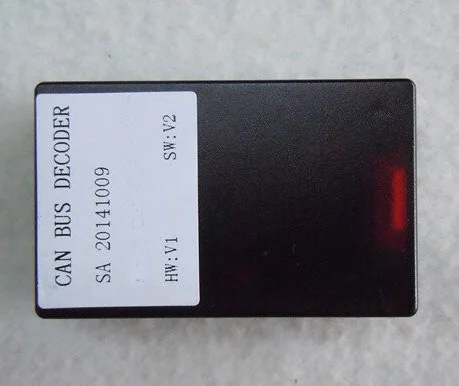 CAN BUS DECODER
SA 20141009
HW:V1 SW:V2